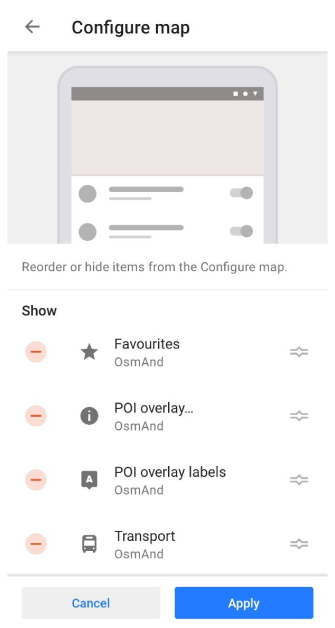 Configure map
Reorder or hide items from the Configure map.
Show
Favourites
OsmAnd
POI overlay...
OsmAnd
A
POI overlay labels
OsmAnd
Transport
OsmAnd
Cancel
Apply